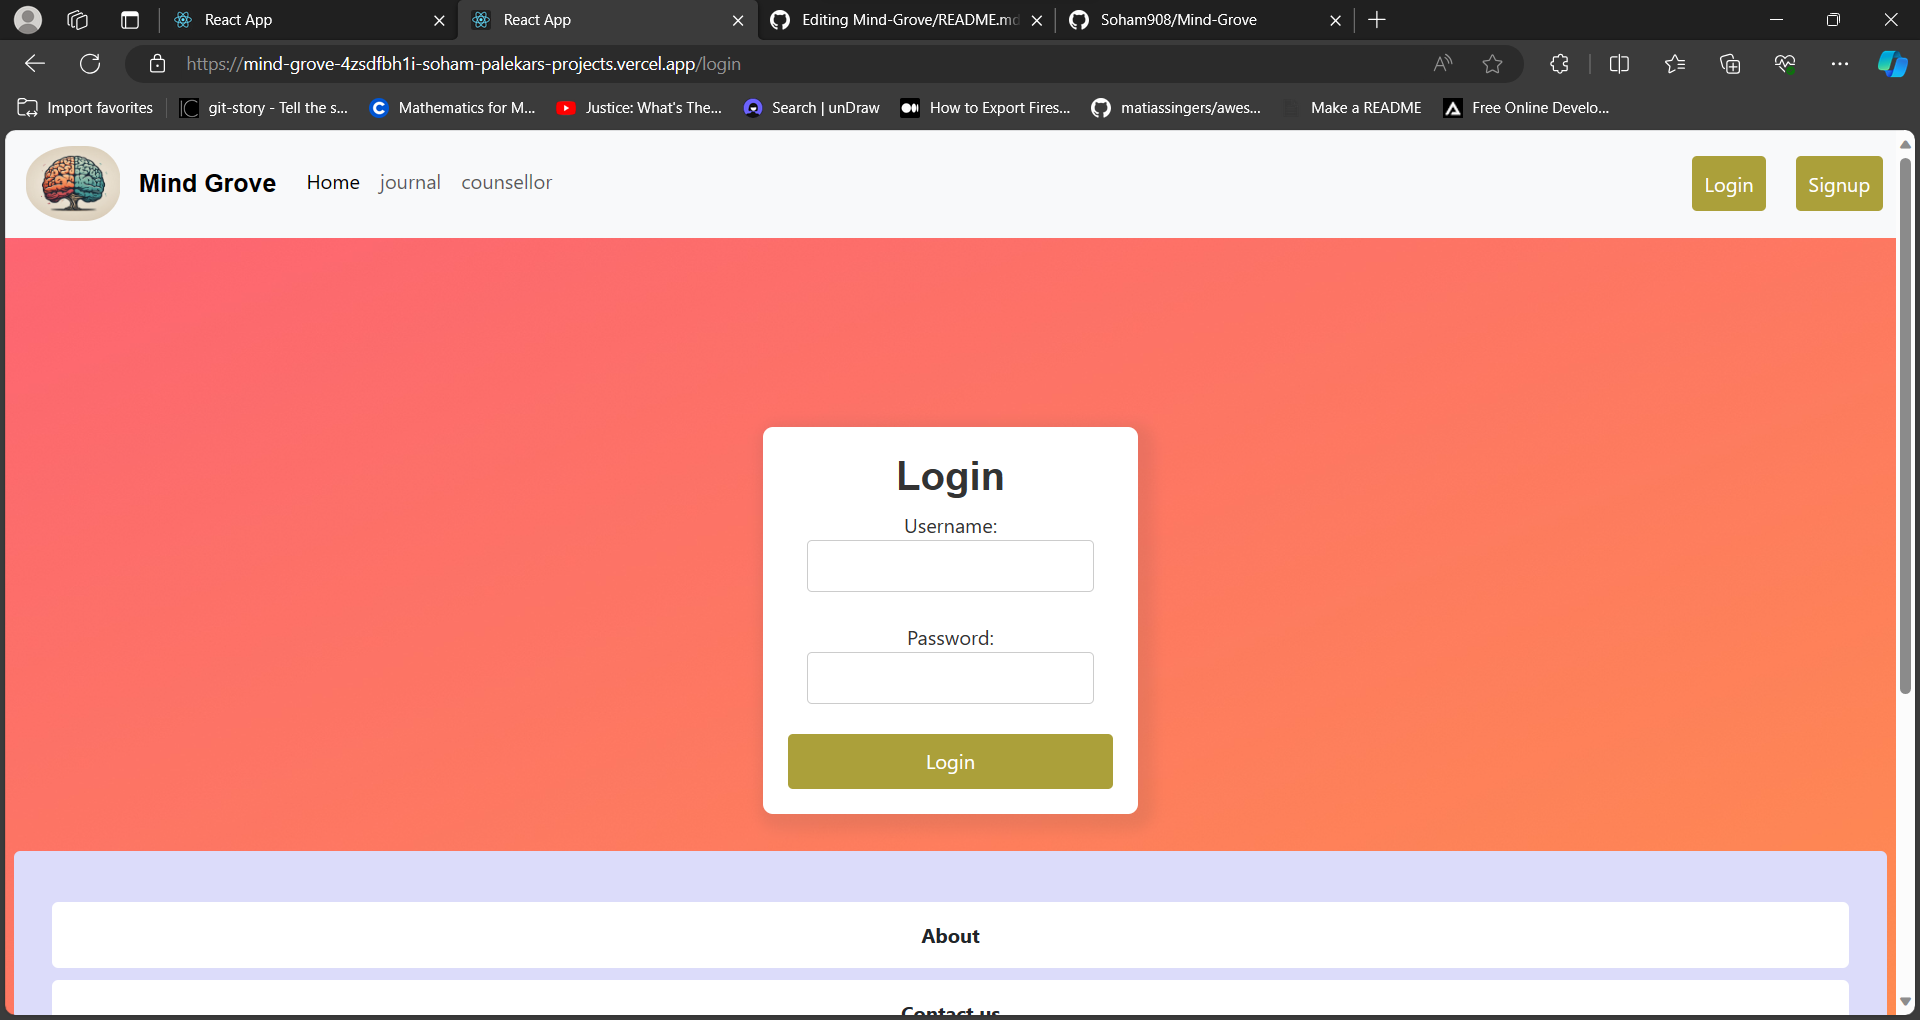 React App
React App
Editing Mind-Grove/README.md
Soham908/Mind-Grove
https://mind-grove-4zsdfbh1i-soham-palekars-projects.vercel.app/login
Import favorites
git-story - Tell the s...
Mathematics for M...
Justice: What's The...
Search | unDraw
How to Export Fires...
matiassingers/awes...
Make a README
Free Online Develo...
Mind Grove
Home
journal
counsellor
Login
Signup
Login
Username:
Password:
Login
About
Contact us